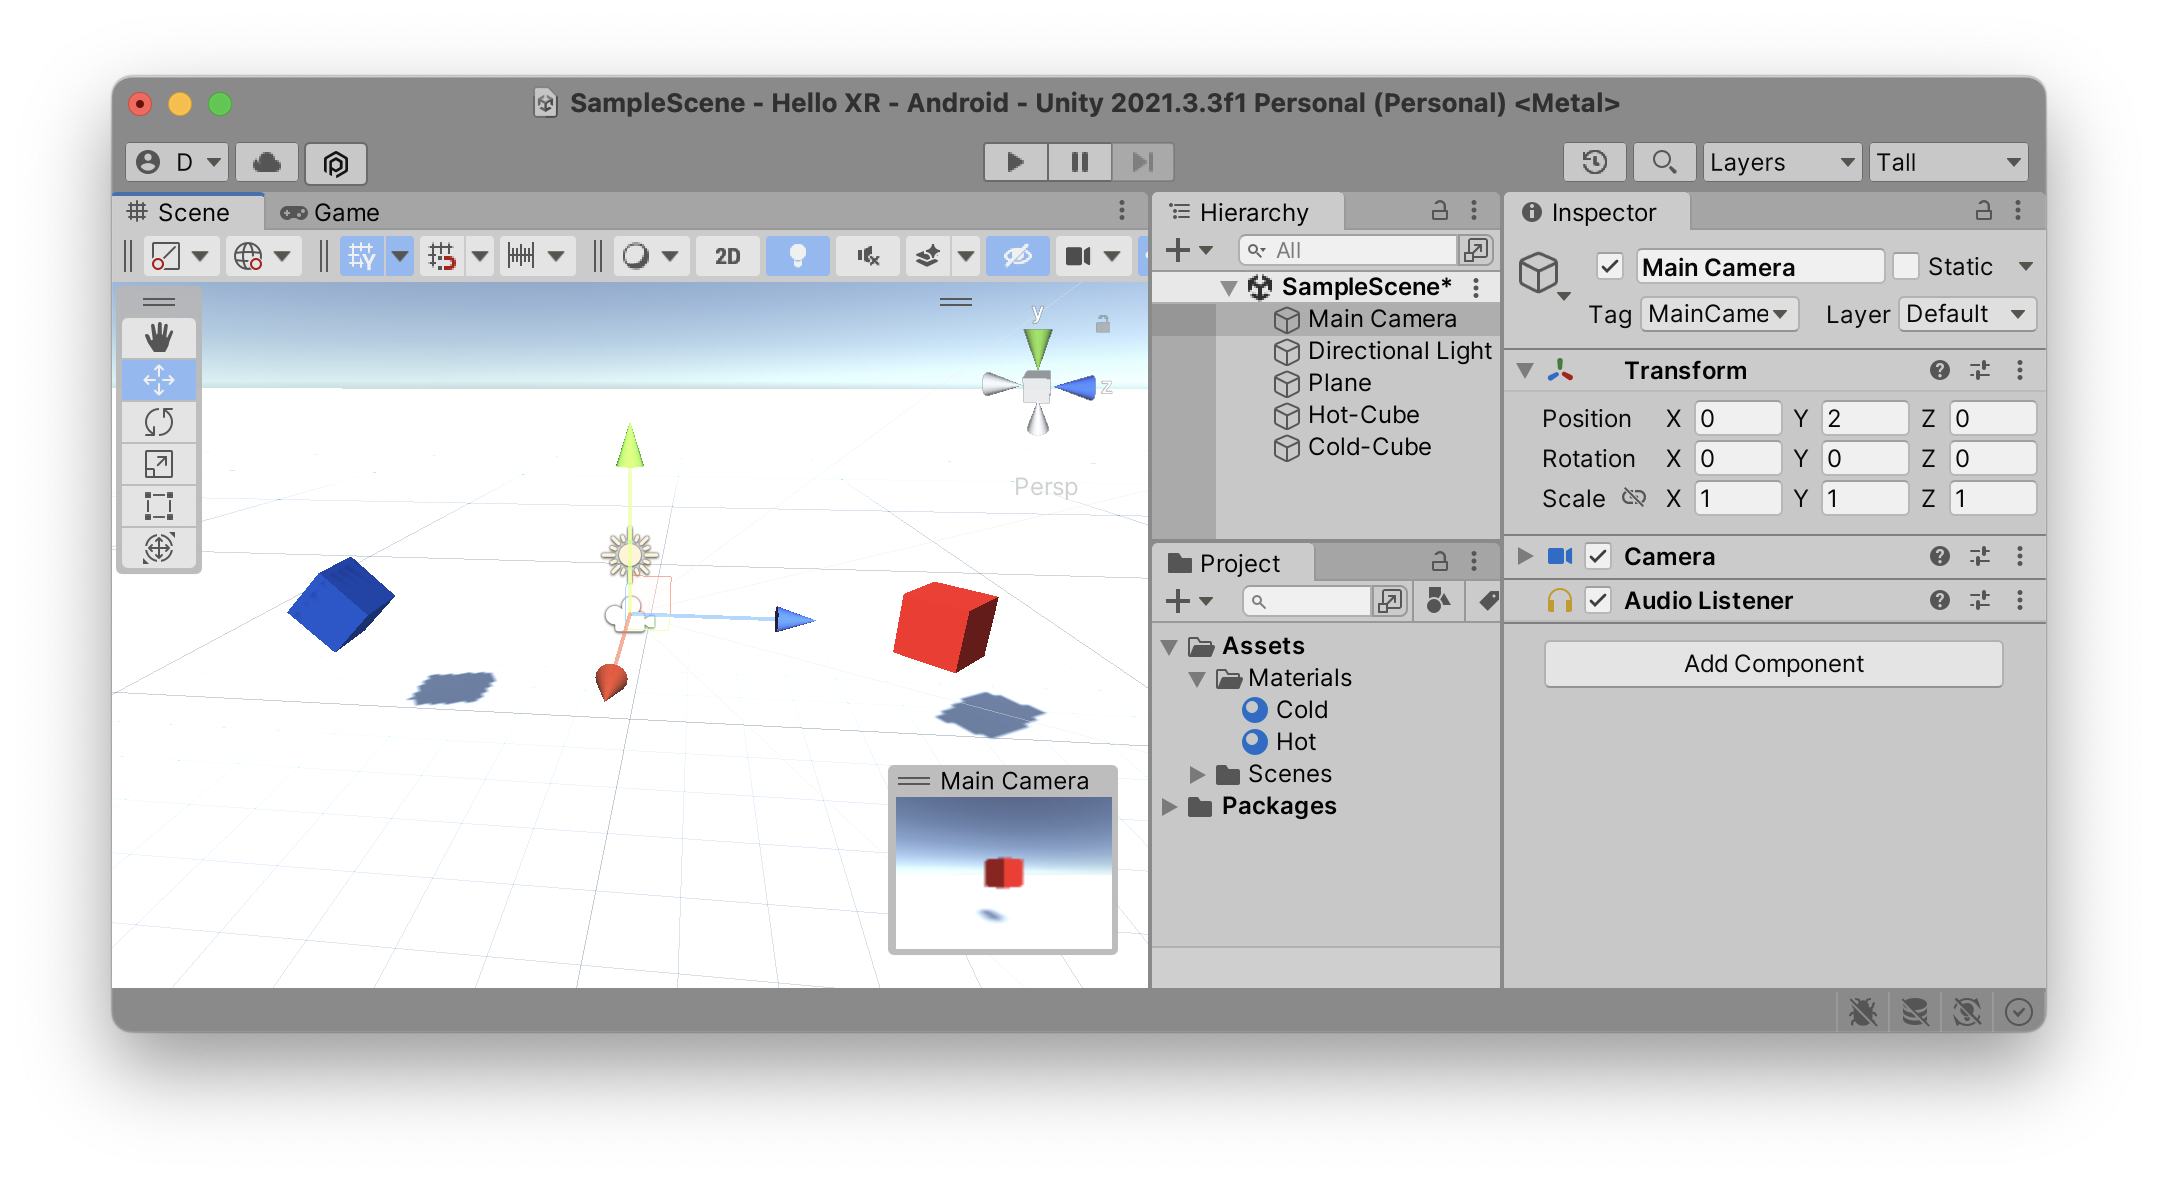 SampleScene - Hello XR - Android - Unity 2021.3.3f1 Personal (Personal) <Metal>
D
Layers
Tall
Scene
Game
2D
y
z
Persp
Main Camera
Hierarchy
All
SampleScene*
Main Camera
Directional Light
Plane
Hot-Cube
Cold-Cube
Project
Assets
Materials
Cold
Hot
Scenes
Packages
Inspector
Main Camera
Static
Tag MainCame Layer Default
Transform
Position X 0 Y 2 Z 0
Rotation X 0 Y 0 Z 0
Scale X 1 Y 1 Z 1
Camera
Audio Listener
Add Component